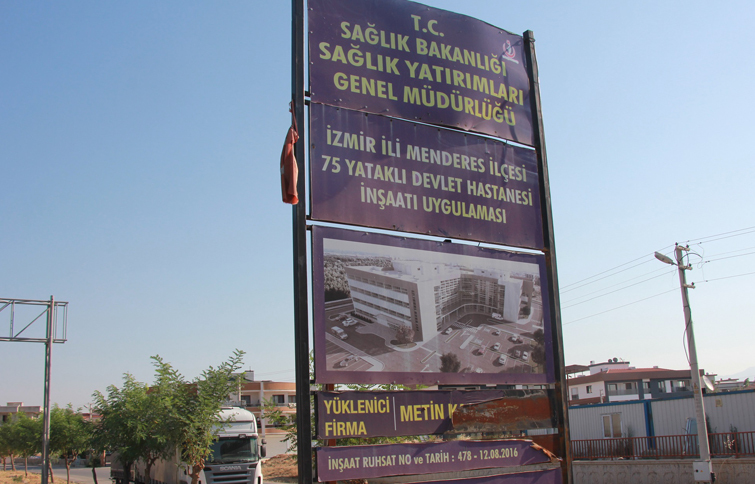 T.C.
SAĞLIK BAKANLIĞI
SAĞLIK YATIRIMLARI
GENEL MÜDÜRLÜĞÜ
İZMİR İLİ MENDERES İLÇESİ
75 YATAKLI DEVLET HASTANESİ
İNŞAATI UYGULAMASI
YÜKLENİCİ FİRMA
METİN
İNŞAAT RUHSAT NO ve TARİH : 478 - 12.08.2016
SCANIA